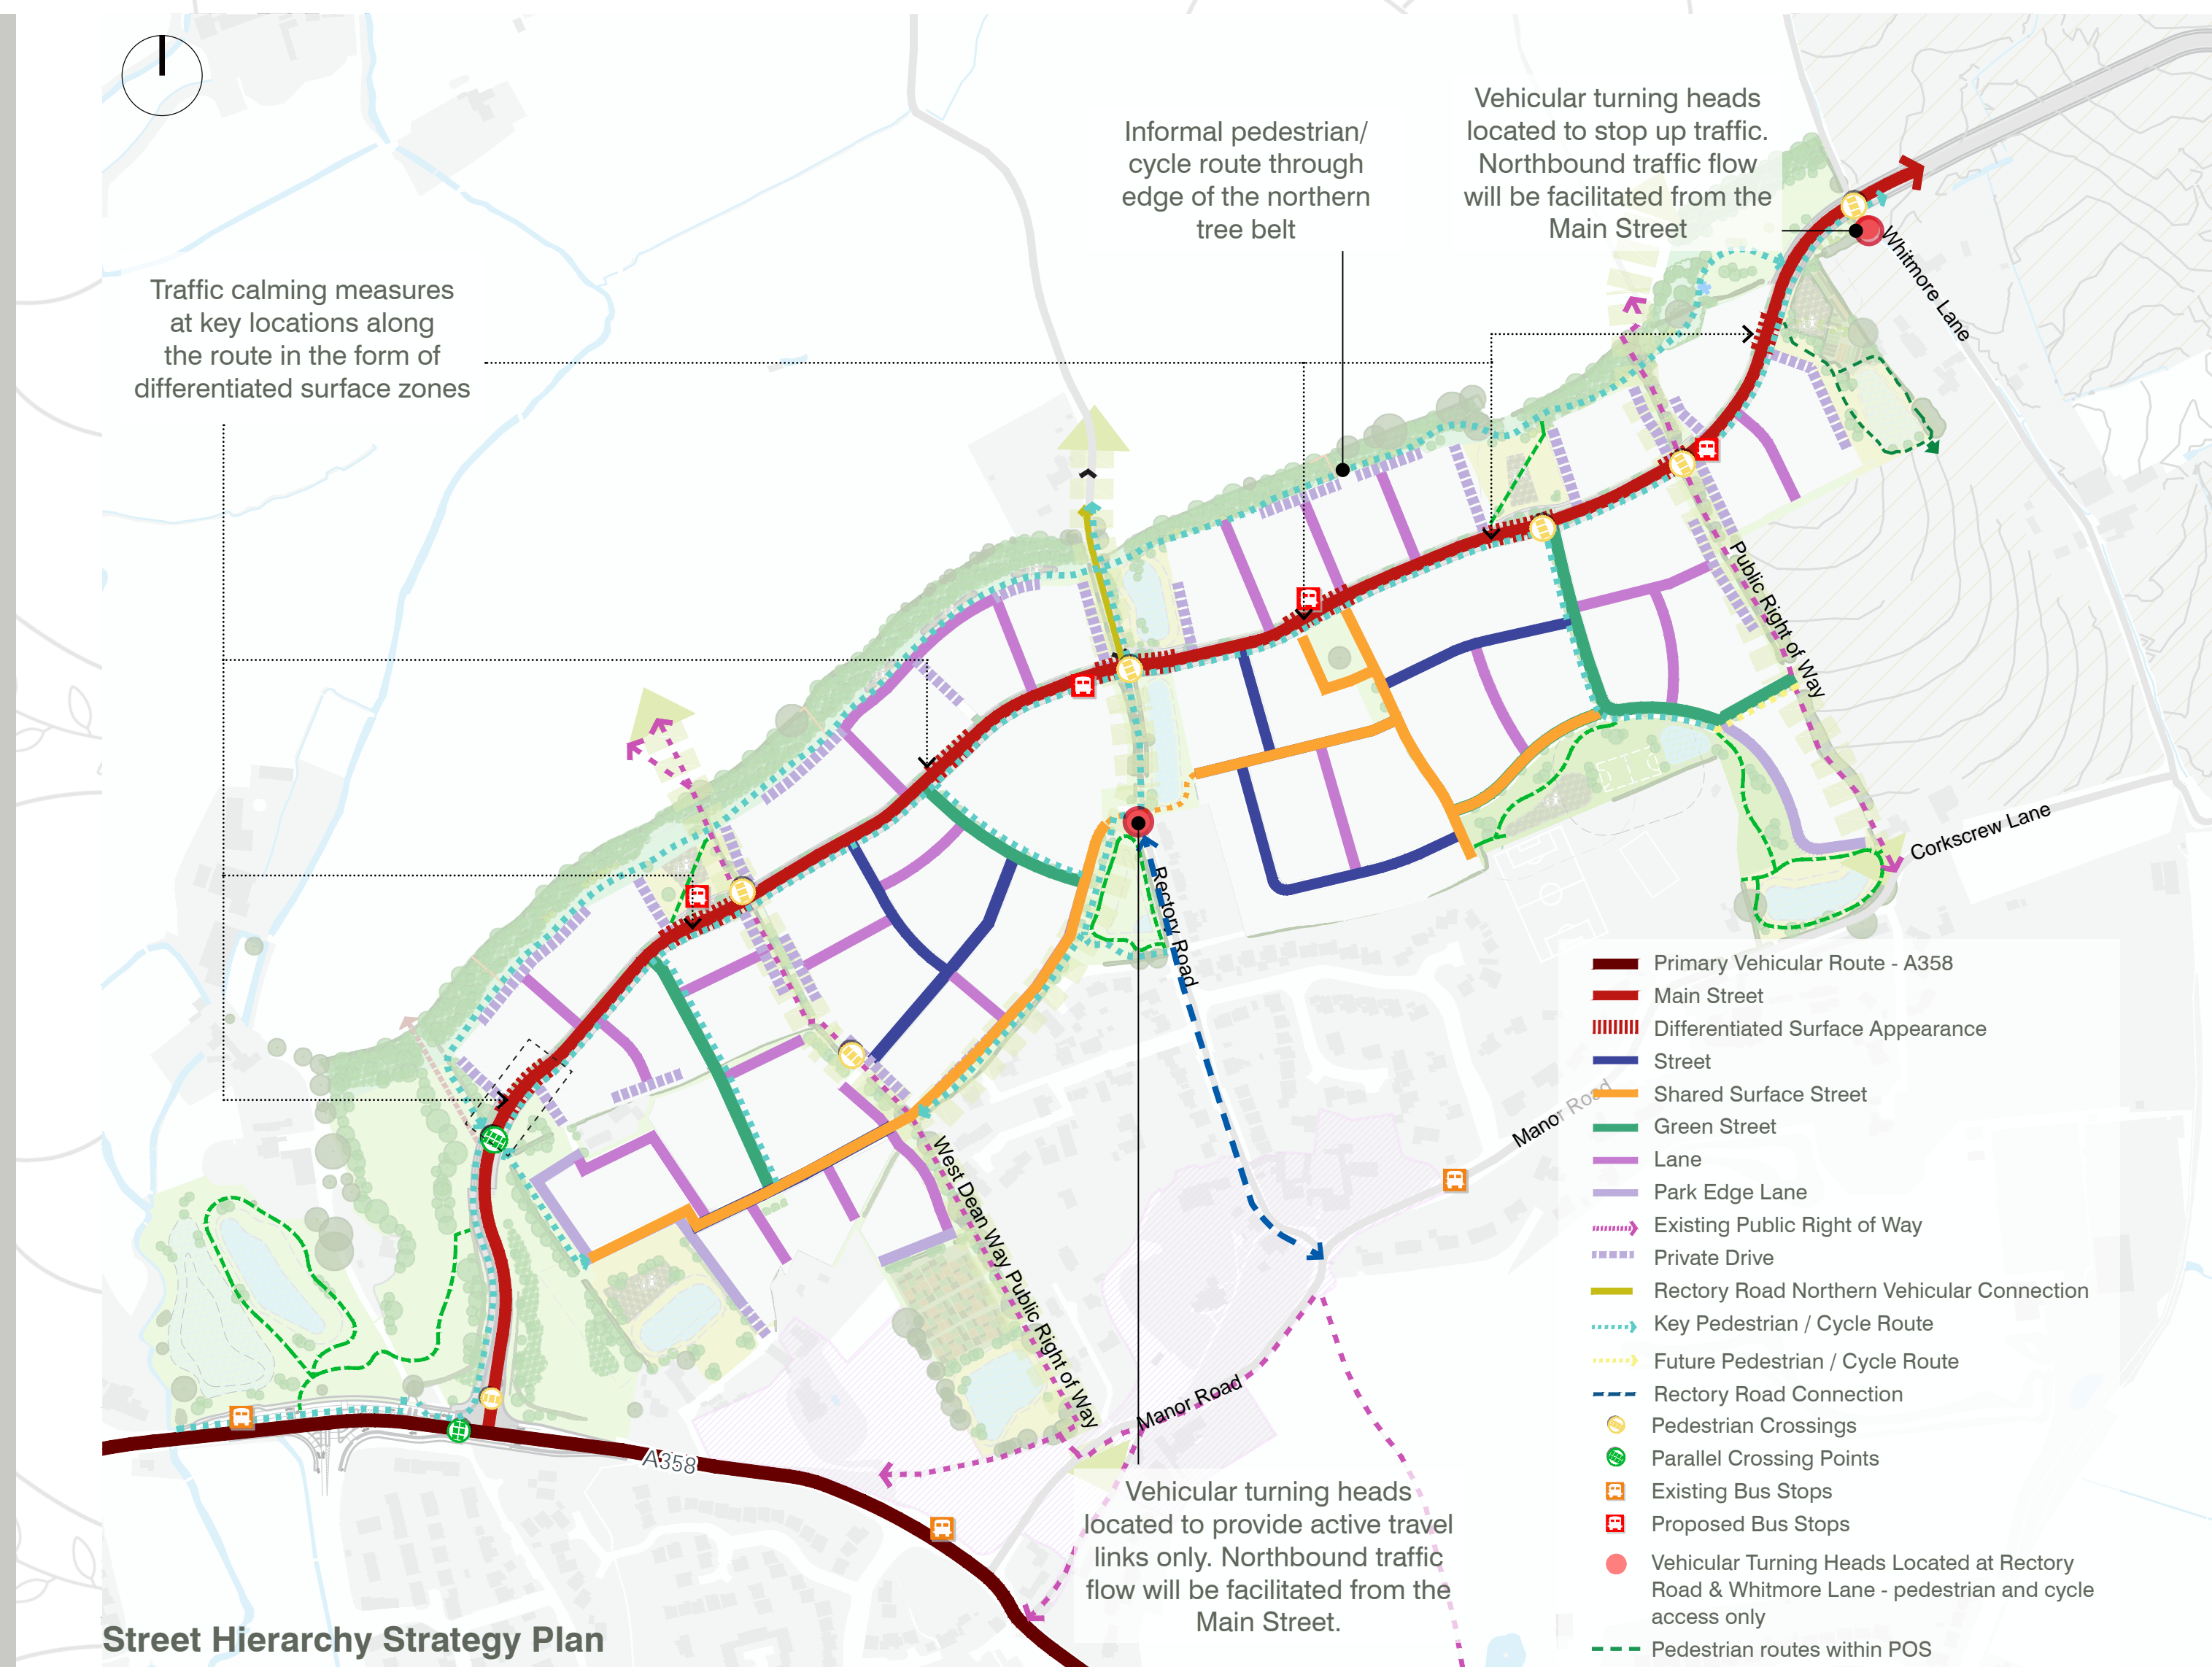 Informal pedestrian/
cycle route through
edge of the northern
tree belt
Vehicular turning heads
located to stop up traffic.
Northbound traffic flow
will be facilitated from the
Main Street
Traffic calming measures
at key locations along
the route in the form of
differentiated surface zones
Whitmore Lane
Public Right of Way
Corkscrew Lane
Rectory Road
West Dean Way Public Right of Way
Manor Road
Manor Road
A358
Vehicular turning heads
located to provide active travel
links only. Northbound traffic
flow will be facilitated from the
Main Street.
Primary Vehicular Route - A358
Main Street
Differentiated Surface Appearance
Street
Shared Surface Street
Green Street
Lane
Park Edge Lane
Existing Public Right of Way
Private Drive
Rectory Road Northern Vehicular Connection
Key Pedestrian / Cycle Route
Future Pedestrian / Cycle Route
Rectory Road Connection
Pedestrian Crossings
Parallel Crossing Points
Existing Bus Stops
Proposed Bus Stops
Vehicular Turning Heads Located at Rectory
Road & Whitmore Lane - pedestrian and cycle
access only
Pedestrian routes within POS
Street Hierarchy Strategy Plan